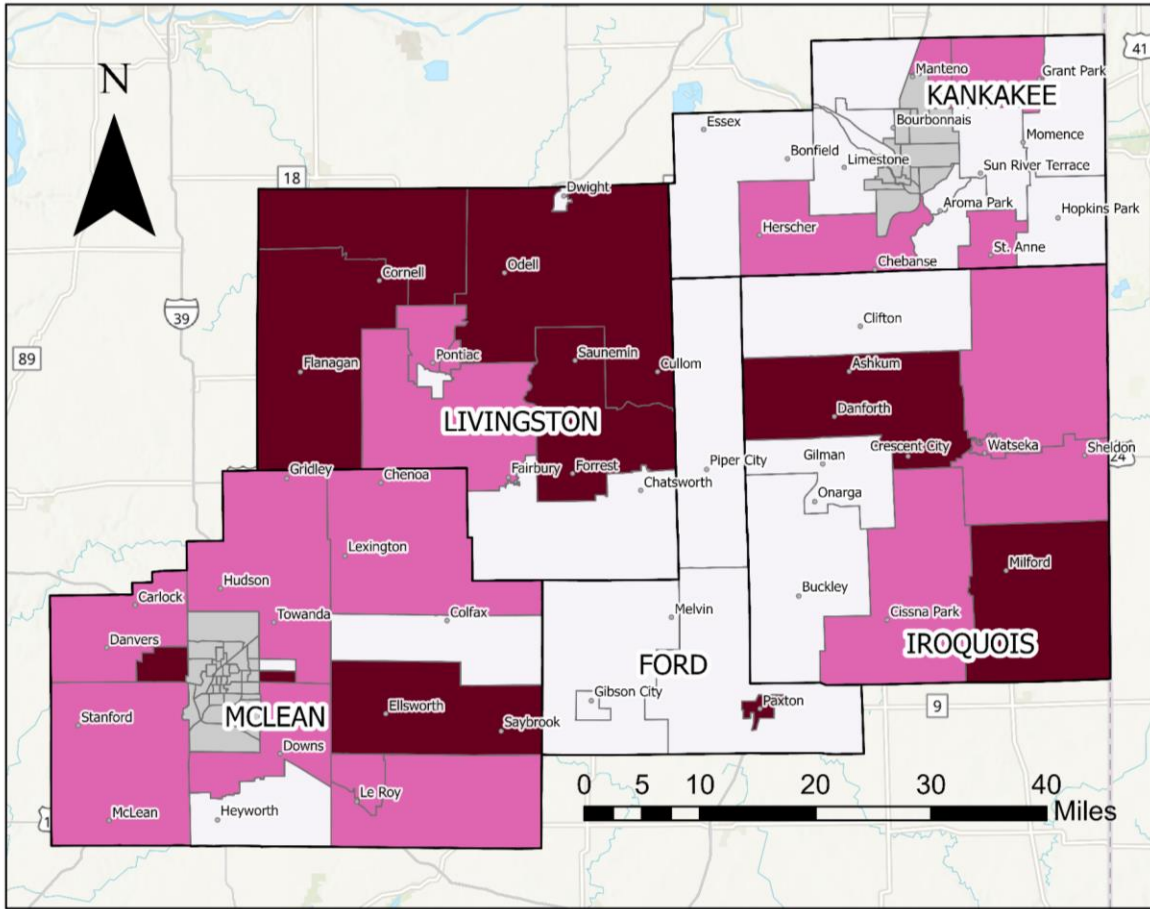 N
41
Manteno
Grant Park
KANKAKEE
Essex
Bourbonnais
Momence
Bonfield
Limestone
Sun River Terrace
18
Dwight
Aroma Park
Hopkins Park
Herscher
St. Anne
Chebanse
Cornell
Odell
39
Clifton
89
Flanagan
Pontiac
Saunemin
Cullom
Ashkum
Danforth
LIVINGSTON
Crescent City
Watseka
Sheldon
24
Gridley
Chenoa
Fairbury
Forrest
Piper City
Gilman
Chatsworth
Onarga
Lexington
Milford
Hudson
Carlock
Buckley
Towanda
Colfax
Melvin
Cissna Park
Danvers
FORD
IROQUOIS
Stanford
MCLEAN
Ellsworth
Saybrook
Gibson City
Paxton
9
Downs
Le Roy
McLean
Heyworth
0 5 10 20 30 40
Miles